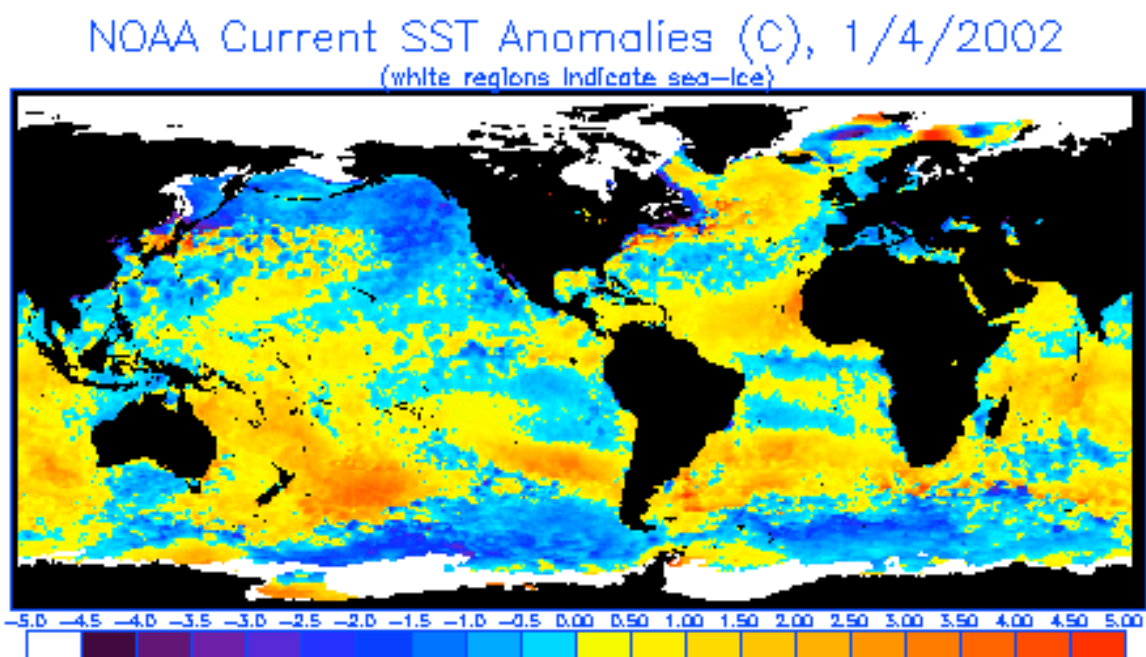 NOAA Current SST Anomalies (C), 1/4/2002
(white regions indicate sea-ice)
-5.0 -4.5 -4.0 -3.5 -3.0 -2.5 -2.0 -1.5 -1.0 -0.5 0.00 0.50 1.00 1.50 2.00 2.50 3.00 3.50 4.00 4.50 5.00